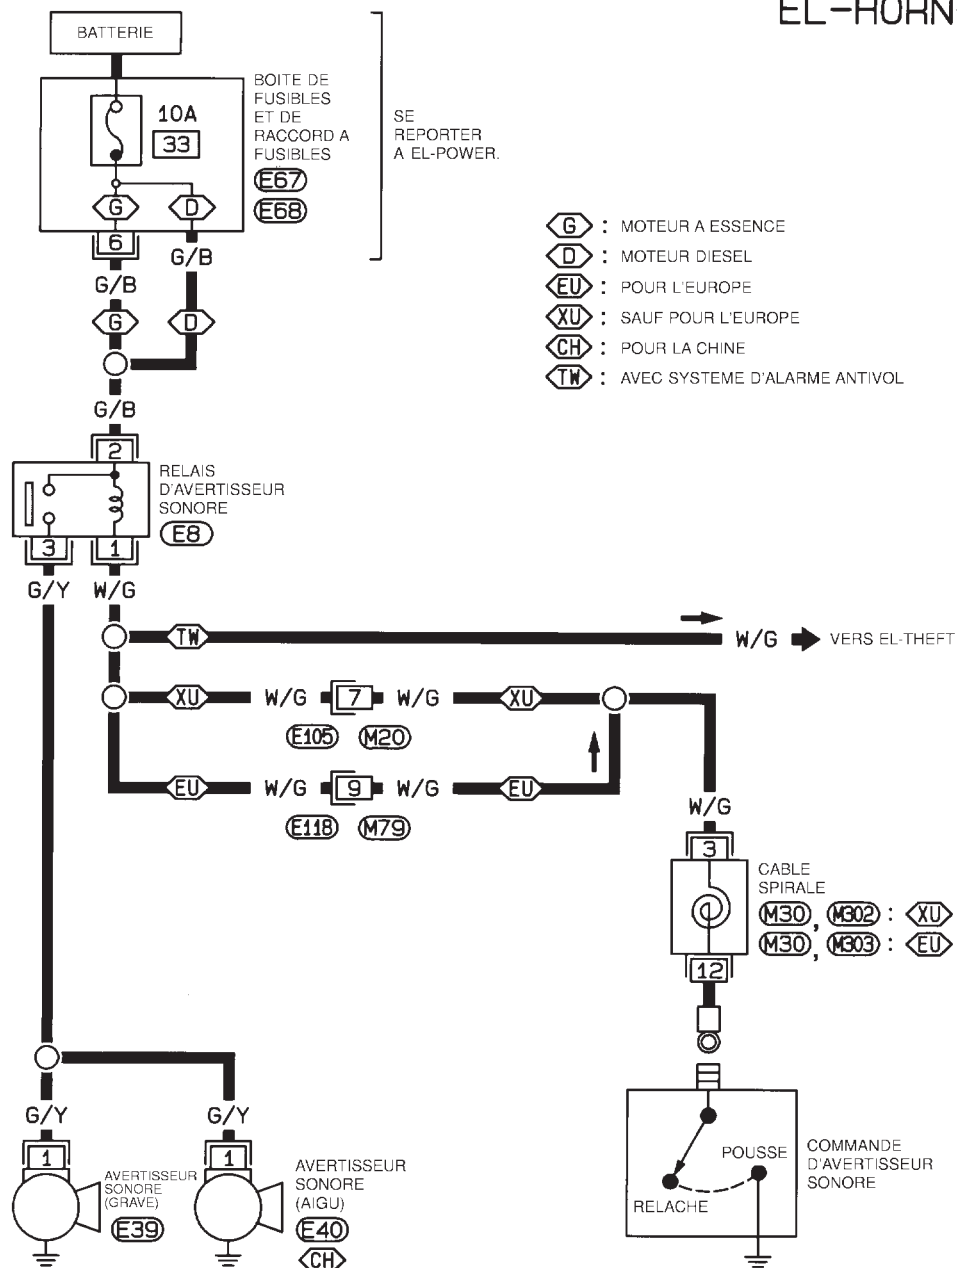 EL-HORN
BATTERIE
BOITE DE
FUSIBLES
ET DE
RACCORD A
FUSIBLES
E67
E68
10A
33
SE
REPORTER
A EL-POWER.
G
D
6
G/B
G/B
G
D
G : MOTEUR A ESSENCE
D : MOTEUR DIESEL
EU : POUR L'EUROPE
XU : SAUF POUR L'EUROPE
CH : POUR LA CHINE
TW : AVEC SYSTEME D'ALARME ANTIVOL
G/B
2
RELAIS
D'AVERTISSEUR
SONORE
E8
3
1
G/Y
W/G
TW
W/G
VERS EL-THEFT
XU
W/G
7
W/G
XU
E105
M20
EU
W/G
9
W/G
EU
E118
M79
W/G
3
CABLE
SPIRALE
M30, M302 : XU
M30, M303 : EU
12
G/Y
G/Y
1
AVERTISSEUR
SONORE
(GRAVE)
E39
1
AVERTISSEUR
SONORE
(AIGU)
E40
CH
POUSSE
RELACHE
COMMANDE
D'AVERTISSEUR
SONORE